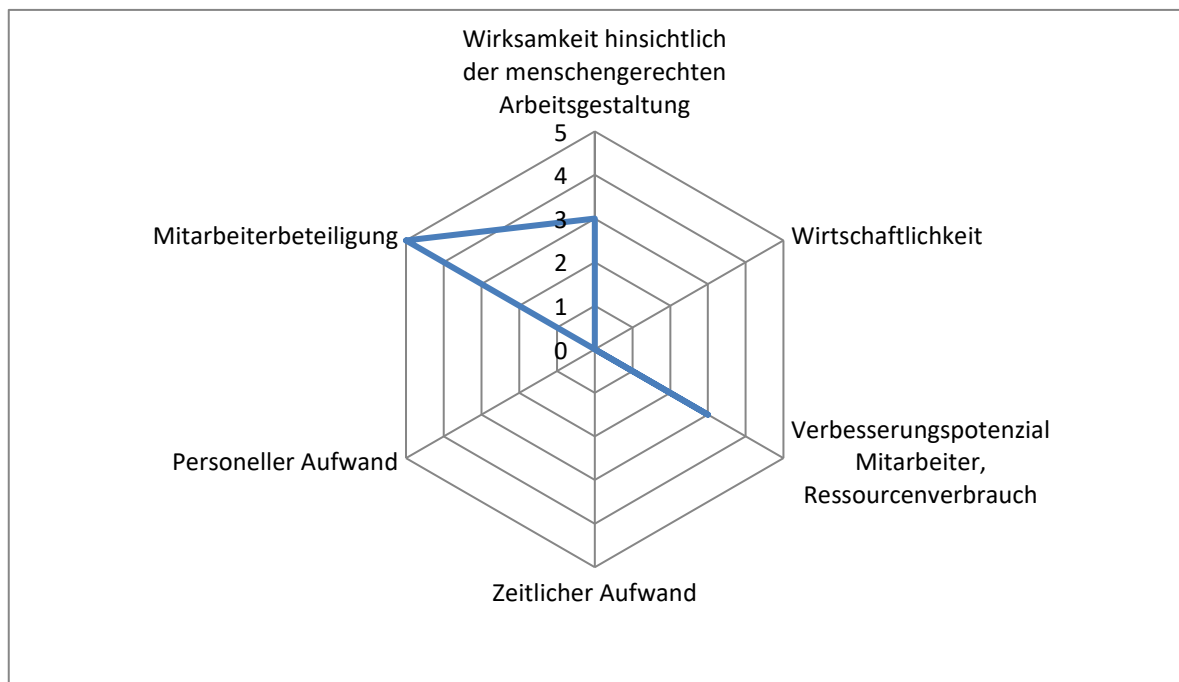 Wirksamkeit hinsichtlich
der menschengerechten
Arbeitsgestaltung
5
4
3
2
1
0
Mitarbeiterbeteiligung
Wirtschaftlichkeit
Personeller Aufwand
Verbesserungspotenzial
Mitarbeiter,
Ressourcenverbrauch
Zeitlicher Aufwand